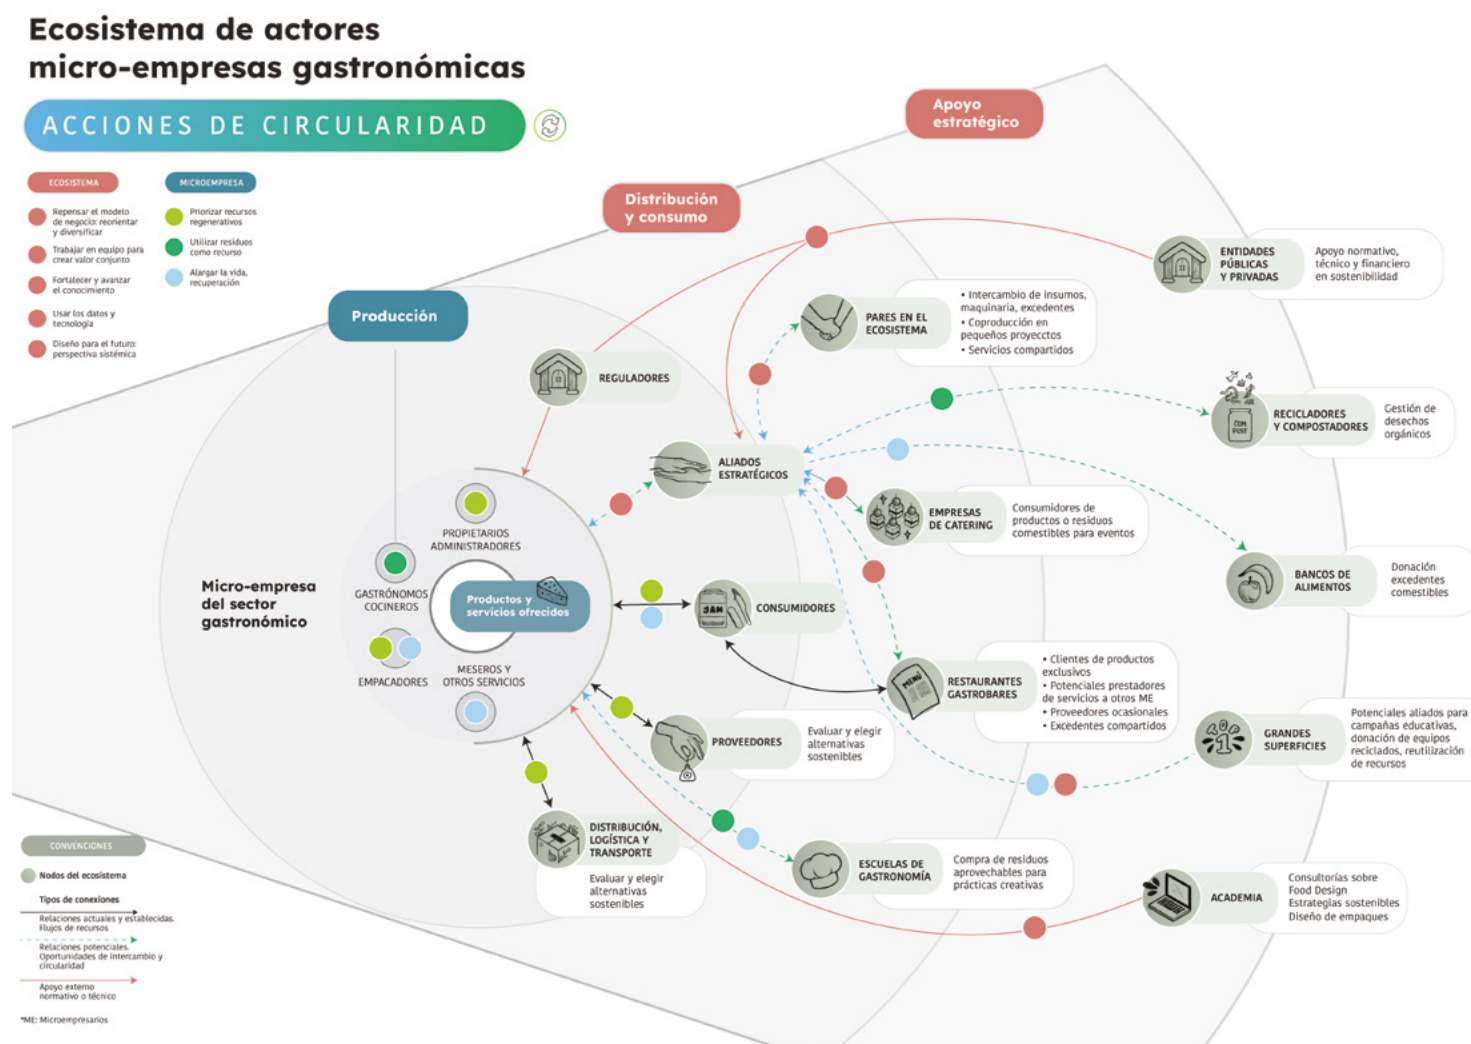 Ecosistema de actores
micro-empresas gastronómicas
ACCIONES DE CIRCULARIDAD
ECOSISTEMA
Repensar el modelo
de negocio: reorientar
y diversificar
Trabajar en equipo para
crear valor conjunto
Fortalecer y avanzar
el conocimiento
Usar los datos y
tecnología
Diseño para el futuro:
perspectiva sistémica
MICROEMPRESA
Priorizar recursos
regenerativos
Utilizar residuos
como recurso
Alargar la vida,
recuperación
Producción
Distribución
y consumo
Apoyo
estratégico
ENTIDADES
PÚBLICAS
Y PRIVADAS
Apoyo normativo,
técnico y financiero
en sostenibilidad
PARES EN EL
ECOSISTEMA
• Intercambio de insumos,
maquinaria, excedentes
• Coproducción en
pequeños proyecctos
• Servicios compartidos
REGULADORES
COM
POST
RECICLADORES
Y COMPOSTADORES
Gestión de
desechos
orgánicos
ALIADOS
ESTRATÉGICOS
EMPRESAS
DE CATERING
Consumidores de
productos o residuos
comestibles para eventos
BANCOS DE
ALIMENTOS
Donación
excedentes
comestibles
PROPIETARIOS
ADMINISTRADORES
GASTRÓNOMOS
COCINEROS
Micro-empresa
del sector
gastronómico
Productos y
servicios ofrecidos
EMPACADORES
MESEROS Y
OTROS SERVICIOS
JAM
CONSUMIDORES
MENÚ
RESTAURANTES
GASTROBARES
• Clientes de productos
exclusivos
• Potenciales prestadores
de servicios a otros ME
• Proveedores ocasionales
• Excedentes compartidos
PROVEEDORES
Evaluar y elegir
alternativas
sostenibles
TOP
1
GRANDES
SUPERFICIES
Potenciales aliados para
campañas educativas,
donación de equipos
reciclados, reutilización
de recursos
DISTRIBUCIÓN,
LOGÍSTICA Y
TRANSPORTE
Evaluar y elegir
alternativas
sostenibles
ESCUELAS DE
GASTRONOMÍA
Compra de residuos
aprovechables para
prácticas creativas
ACADEMIA
Consultorías sobre
Food Design
Estrategias sostenibles
Diseño de empaques
CONVENCIONES
Nodos del ecosistema
Tipos de conexiones
Relaciones actuales y establecidas.
Flujos de recursos
Relaciones potenciales.
Oportunidades de intercambio y
circularidad
Apoyo externo
normativo o técnico
*ME: Microempresarios